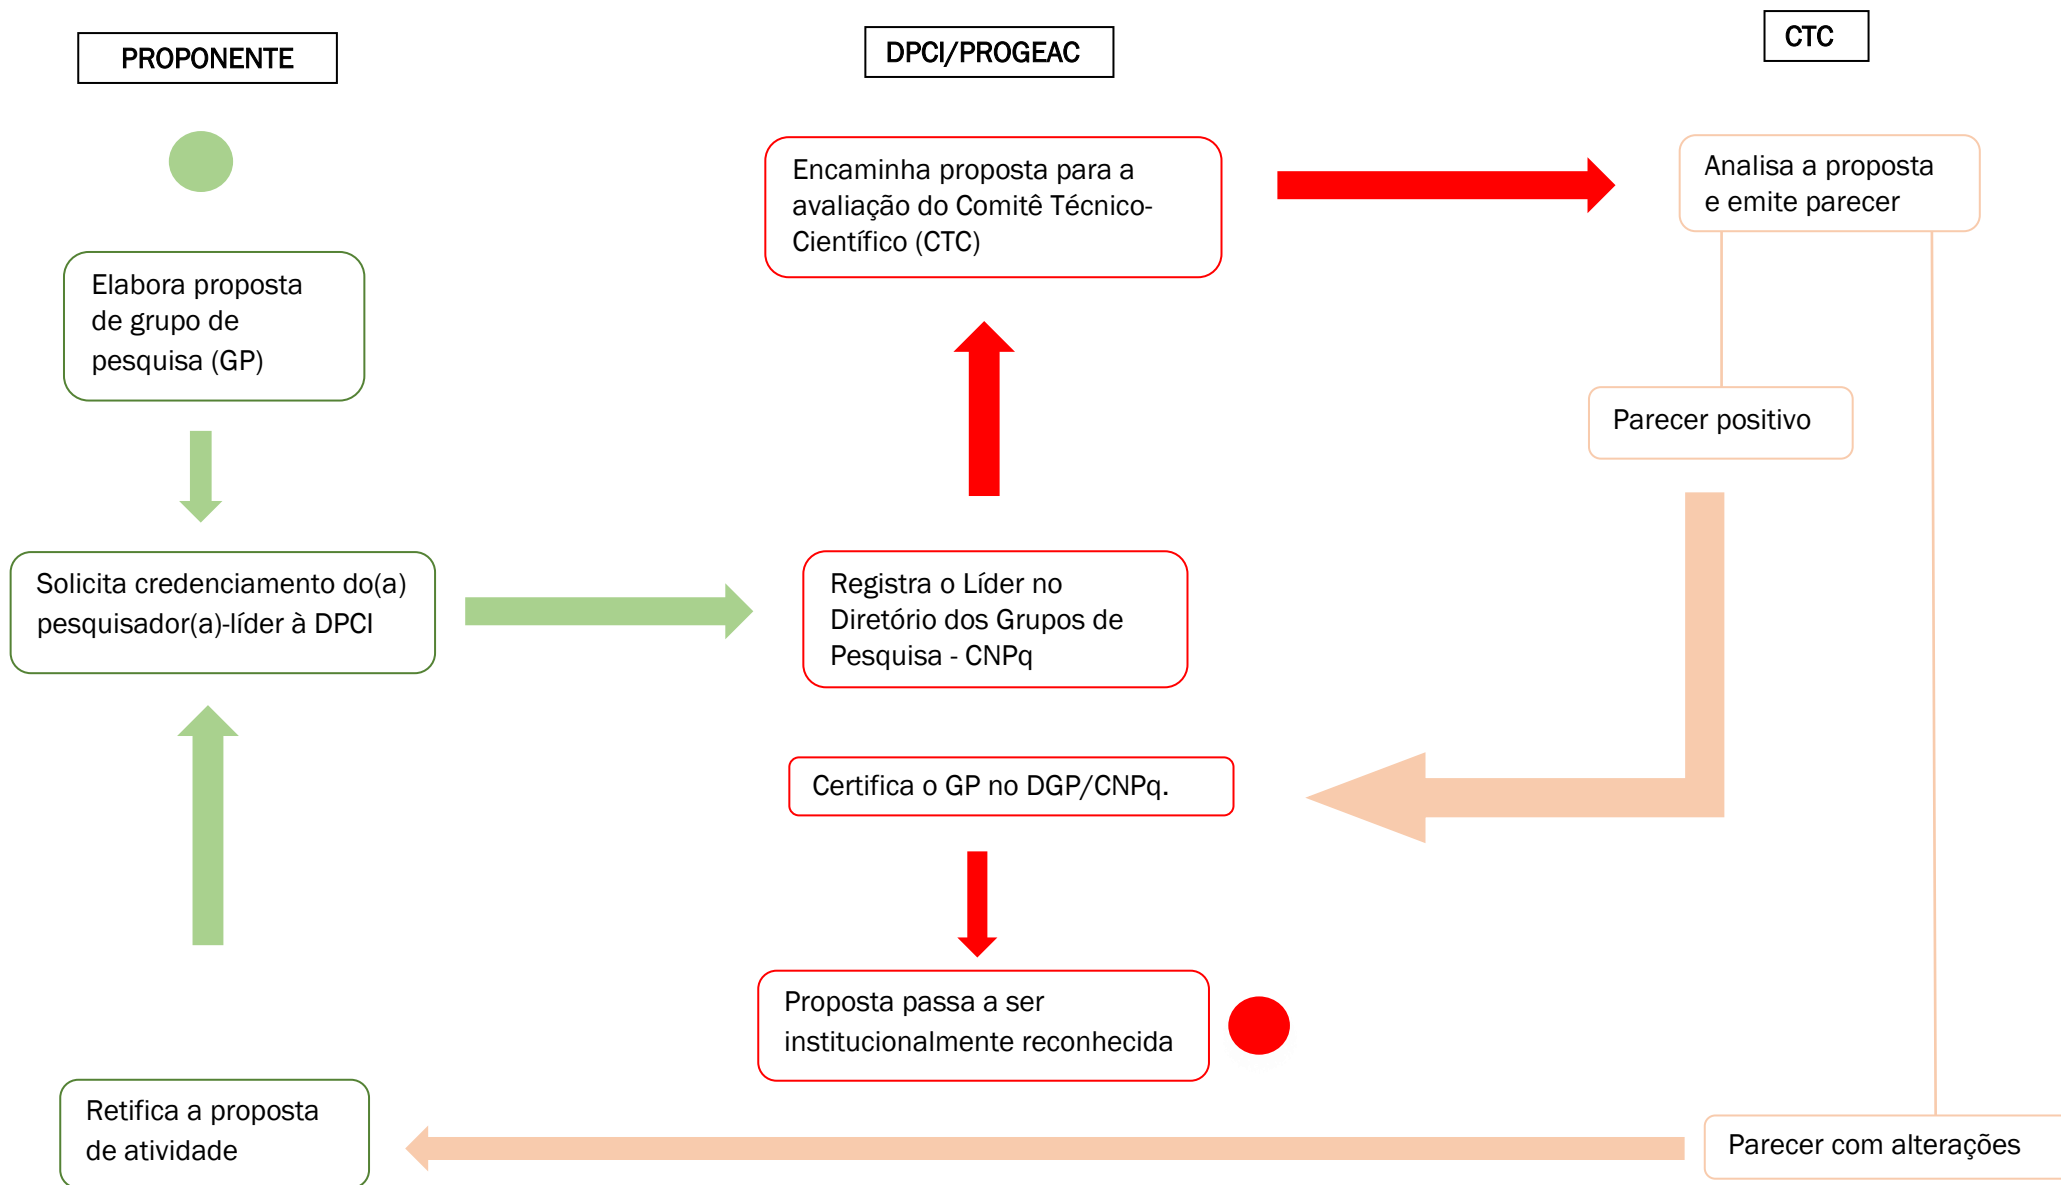 PROPONENTE
DPCI/PROGEAC
CTC
Elabora proposta
de grupo de
pesquisa (GP)
Solicita credenciamento do(a)
pesquisador(a)-líder à DPCI
Retifica a proposta
de atividade
Encaminha proposta para a
avaliação do Comitê Técnico-
Científico (CTC)
Registra o Líder no
Diretório dos Grupos de
Pesquisa - CNPq
Certifica o GP no DGP/CNPq.
Proposta passa a ser
institucionalmente reconhecida
Analisa a proposta
e emite parecer
Parecer positivo
Parecer com alterações